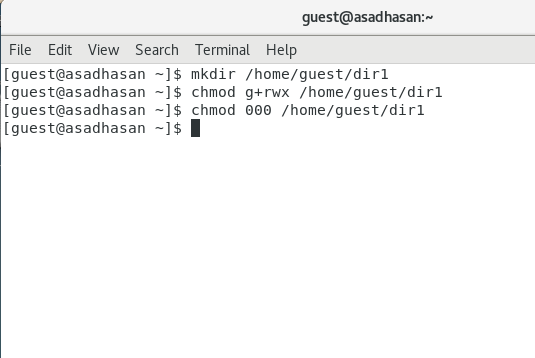 guest@asadhasan:~
File Edit View Search Terminal Help
[guest@asadhasan ~]$ mkdir /home/guest/dir1
[guest@asadhasan ~]$ chmod g+rwx /home/guest/dir1
[guest@asadhasan ~]$ chmod 000 /home/guest/dir1
[guest@asadhasan ~]$